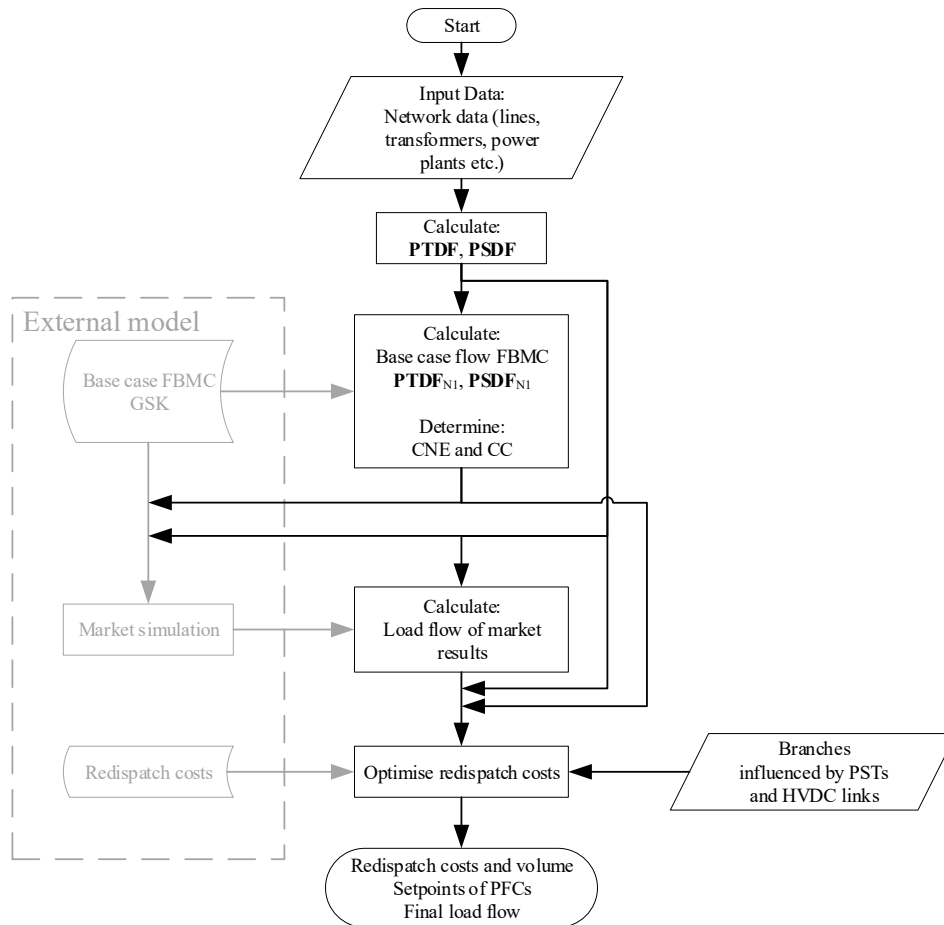 Start
Input Data:
Network data (lines,
transformers, power
plants etc.)
Calculate:
PTDF, PSDF
External model
Base case FBMC
GSK
Calculate:
Base case flow FBMC
PTDFN1, PSDFN1
Determine:
CNE and CC
Market simulation
Calculate:
Load flow of market
results
Redispatch costs
Optimise redispatch costs
Branches
influenced by PSTs
and HVDC links
Redispatch costs and volume
Setpoints of PFCs
Final load flow